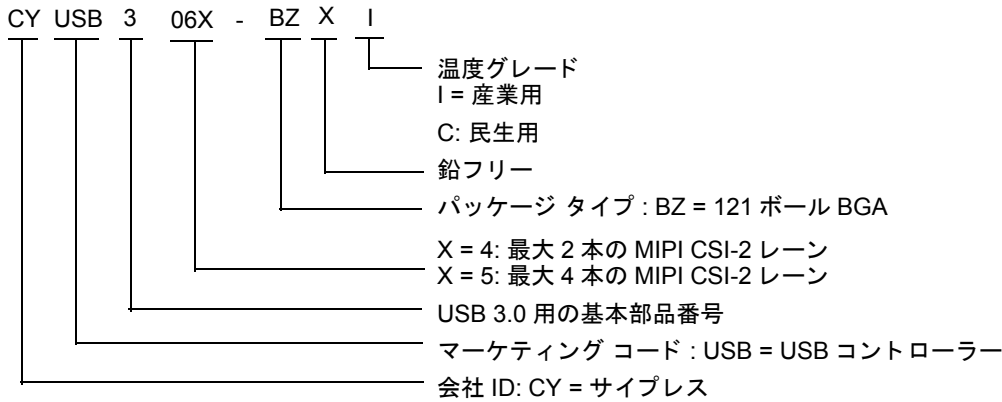 CY USB 3 06X - BZ X I
温度グレード
I = 産業用
C: 民生用
鉛フリー
パッケージ タイプ : BZ = 121 ボール BGA
X = 4: 最大 2 本の MIPI CSI-2 レーン
X = 5: 最大 4 本の MIPI CSI-2 レーン
USB 3.0 用の基本部品番号
マーケティング コード : USB = USB コントローラー
会社 ID: CY = サイプレス